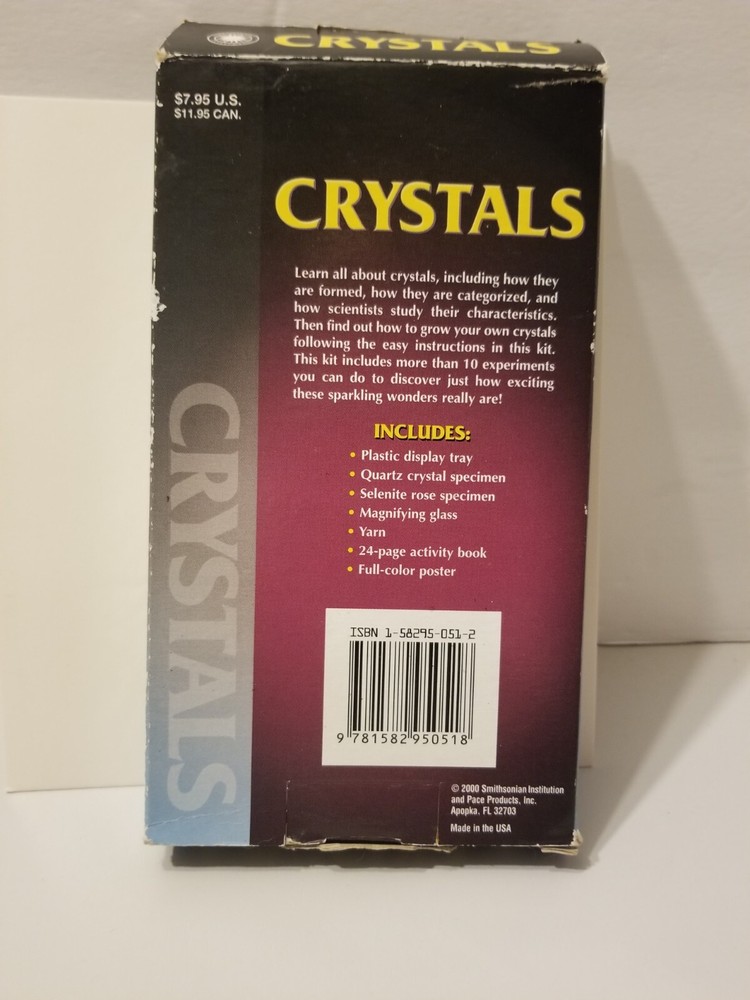 CRYSTALS
$7.95 U.S.
$11.95 CAN.
CRYSTALS
Learn all about crystals, including how they
are formed, how they are categorized, and
how scientists study their characteristics.
Then find out how to grow your own crystals
following the easy instructions in this kit.
This kit includes more than 10 experiments
you can do to discover just how exciting
these sparkling wonders really are!
INCLUDES:
• Plastic display tray
• Quartz crystal specimen
• Selenite rose specimen
• Magnifying glass
• Yarn
• 24-page activity book
• Full-color poster
CRYSTALS
ISBN 1-58295-051-2
9 781582 950518
© 2000 Smithsonian Institution
and Pace Products, Inc.
Apopka, FL 32703
Made in the USA